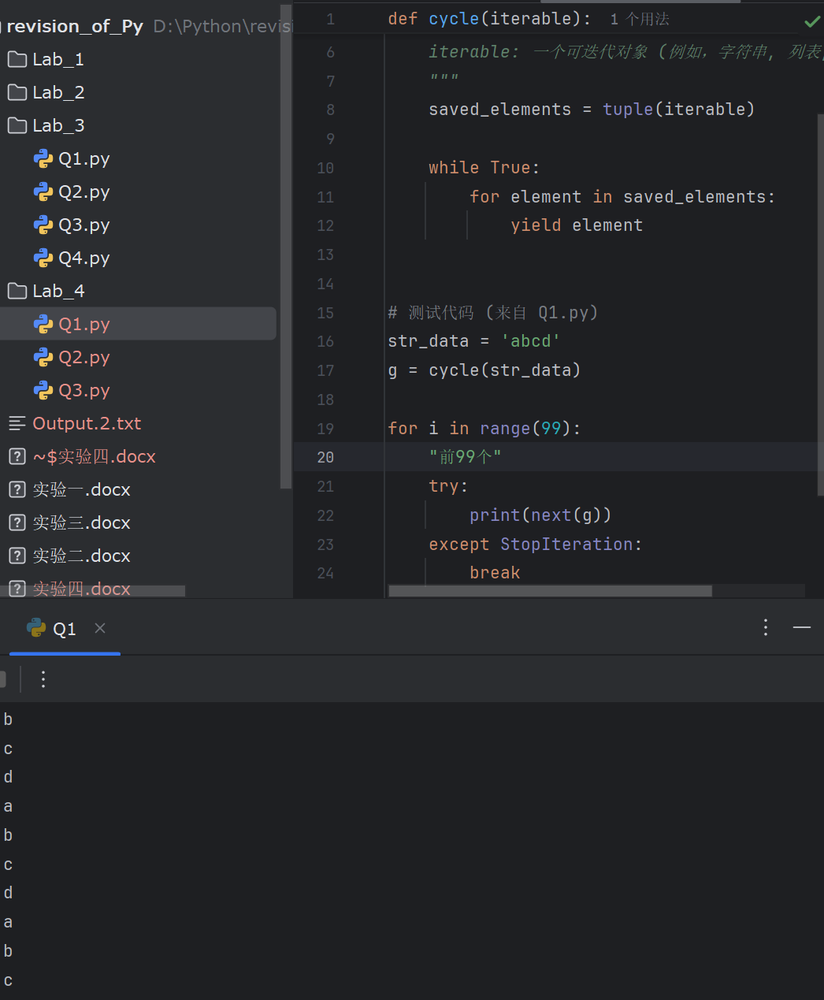 revision_of_Py D:\Python\revis
Lab_1
Lab_2
Lab_3
Q1.py
Q2.py
Q3.py
Q4.py
Lab_4
Q1.py
Q2.py
Q3.py
Output.2.txt
~$实验四.docx
实验一.docx
实验三.docx
实验二.docx
实验四.docx
1 def cycle(iterable): 1 个用法
6 iterable: 一个可迭代对象 (例如，字符串, 列表,
7 """
8 saved_elements = tuple(iterable)
9
10 while True:
11 for element in saved_elements:
12 yield element
13
14
15 # 测试代码 (来自 Q1.py)
16 str_data = 'abcd'
17 g = cycle(str_data)
18
19 for i in range(99):
20 "前99个"
21 try:
22 print(next(g))
23 except StopIteration:
24 break
Q1
b
c
d
a
b
c
d
a
b
c